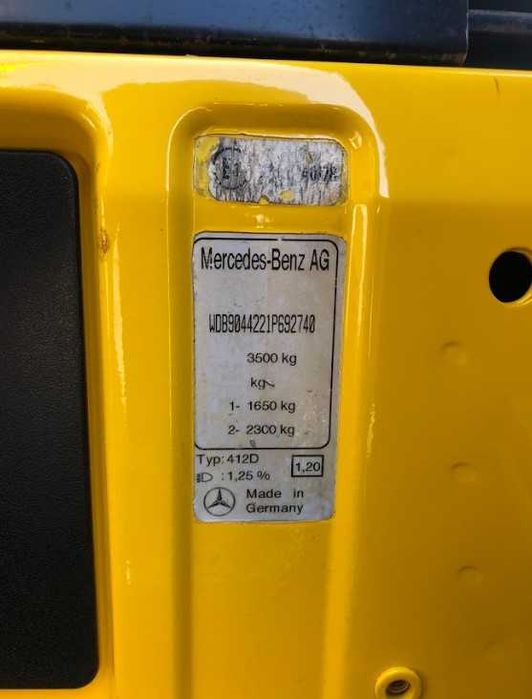 E1
Mercedes-Benz AG
WDB9044221P692740
3500 kg
kg
1- 1650 kg
2- 2300 kg
Typ: 412D
: 1,25 %
1,20
Made in
Germany